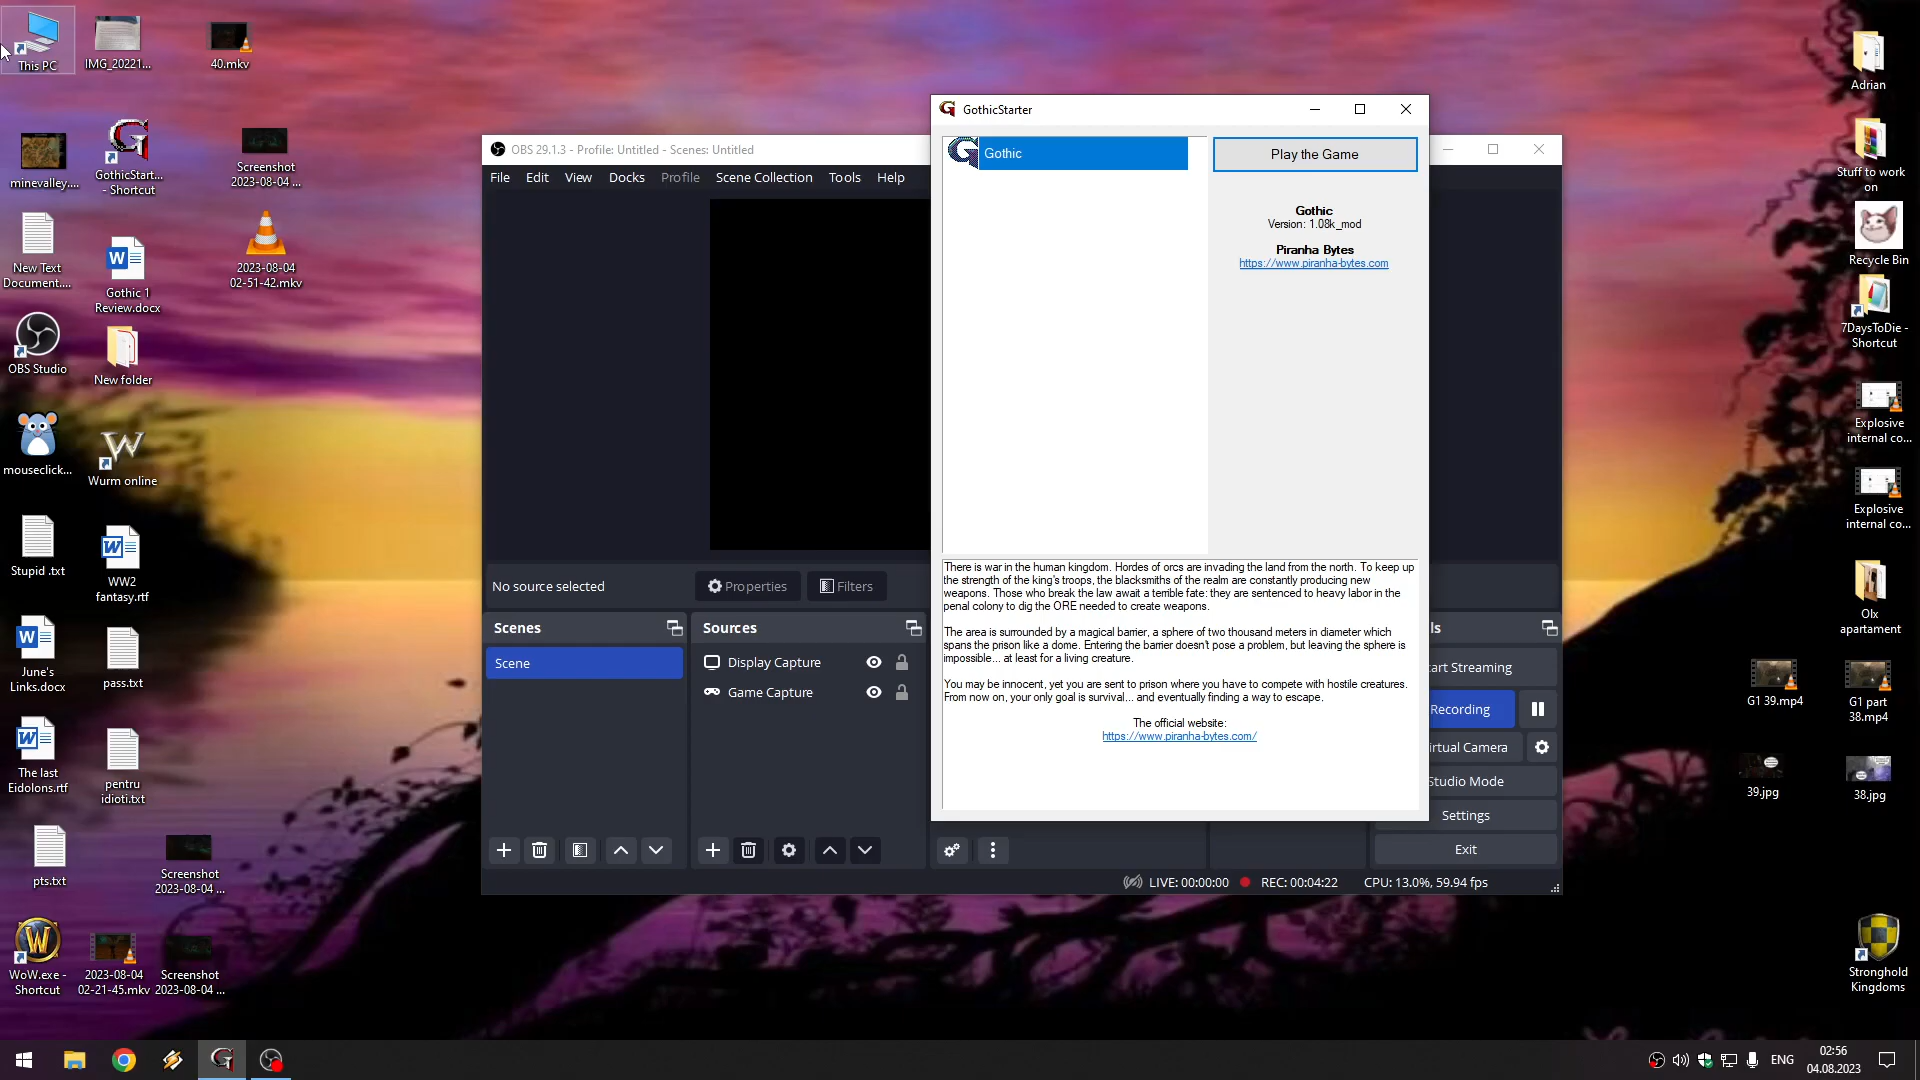 This PC
IMG_20221...
40.mkv
minevalley....
GothicStart...
- Shortcut
Screenshot
2023-08-04 ...
New Text
Document....
Gothic 1
Review.docx
2023-08-04
02-51-42.mkv
OBS Studio
New folder
mouseclick...
Wurm online
Stupid .txt
WW2
fantasy.rtf
June's
Links.docx
pass.txt
The last
Eidolons.rtf
pentru
idioti.txt
pts.txt
Screenshot
2023-08-04 ...
WoW.exe -
Shortcut
2023-08-04
02-21-45.mkv
Screenshot
2023-08-04 ...
OBS 29.1.3 - Profile: Untitled - Scenes: Untitled
File Edit View Docks Profile Scene Collection Tools Help
No source selected
Properties
Filters
Scenes
Scene
Sources
Display Capture
Game Capture
GothicStarter
Gothic
Play the Game
Gothic
Version: 1.08k_mod
Piranha Bytes
https://www.piranha-bytes.com
There is war in the human kingdom. Hordes of orcs are invading the land from the north. To keep up
the strength of the king's troops, the blacksmiths of the realm are constantly producing new
weapons. Those who break the law await a terrible fate: they are sentenced to heavy labor in the
penal colony to dig the ORE needed to create weapons.
The area is surrounded by a magical barrier, a sphere of two thousand meters in diameter which
spans the prison like a dome. Entering the barrier doesn't pose a problem, but leaving the sphere is
impossible... at least for a living creature.
You may be innocent, yet you are sent to prison where you have to compete with hostile creatures.
From now on, your only goal is survival... and eventually finding a way to escape.
The official website:
https://www.piranha-bytes.com/
ls
art Streaming
Recording
irtual Camera
Studio Mode
Settings
Exit
LIVE: 00:00:00
REC: 00:04:22
CPU: 13.0%, 59.94 fps
Adrian
Stuff to work
on
Recycle Bin
7DaysToDie -
Shortcut
Explosive
internal co...
Explosive
internal co...
Olx
apartament
G1 39.mp4
G1 part
38.mp4
39.jpg
38.jpg
Stronghold
Kingdoms
ENG
02:56
04.08.2023